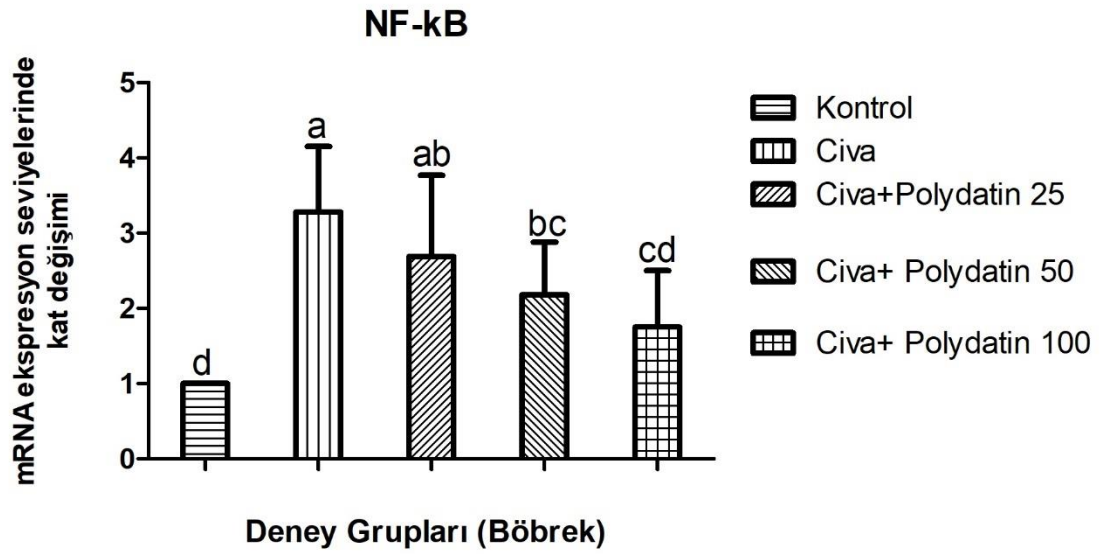 NF-kB
mRNA ekspresyon seviyelerinde
kat değişimi
5
4
3
2
1
0
d
a
ab
bc
cd
Deney Grupları (Böbrek)
Kontrol
Civa
Civa+Polydatin 25
Civa+ Polydatin 50
Civa+ Polydatin 100